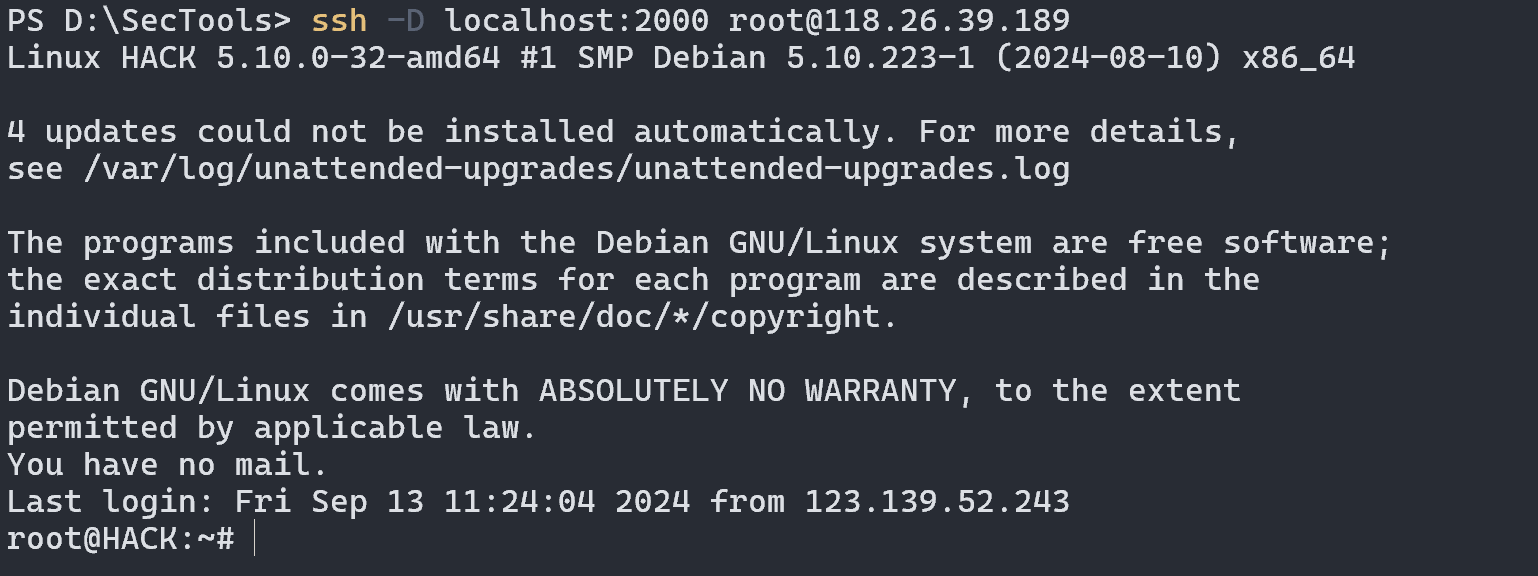 PS D:\SecTools> ssh -D localhost:2000 root@118.26.39.189
Linux HACK 5.10.0-32-amd64 #1 SMP Debian 5.10.223-1 (2024-08-10) x86_64
4 updates could not be installed automatically. For more details,
see /var/log/unattended-upgrades/unattended-upgrades.log
The programs included with the Debian GNU/Linux system are free software;
the exact distribution terms for each program are described in the
individual files in /usr/share/doc/*/copyright.
Debian GNU/Linux comes with ABSOLUTELY NO WARRANTY, to the extent
permitted by applicable law.
You have no mail.
Last login: Fri Sep 13 11:24:04 2024 from 123.139.52.243
root@HACK:~#